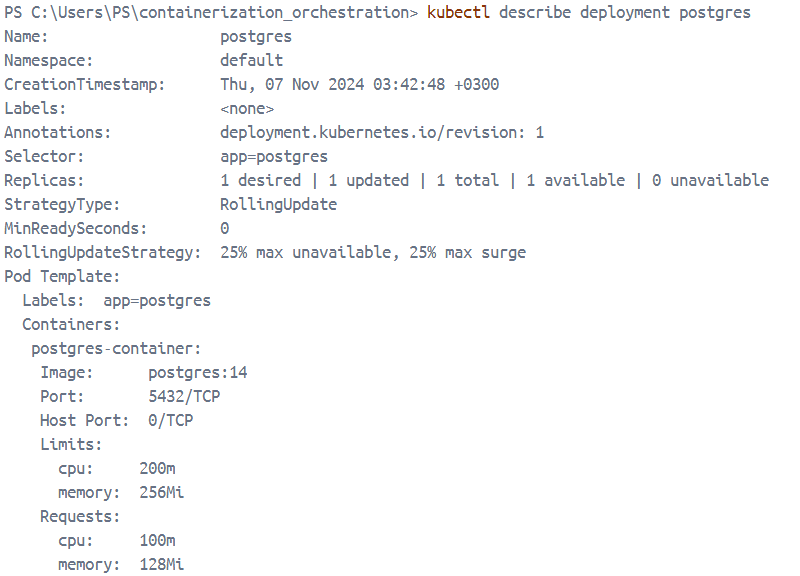 PS C:\Users\PS\containerization_orchestration> kubectl describe deployment postgres
Name:                   postgres
Namespace:              default
CreationTimestamp:      Thu, 07 Nov 2024 03:42:48 +0300
Labels:                 <none>
Annotations:            deployment.kubernetes.io/revision: 1
Selector:               app=postgres
Replicas:               1 desired | 1 updated | 1 total | 1 available | 0 unavailable
StrategyType:           RollingUpdate
MinReadySeconds:        0
RollingUpdateStrategy:  25% max unavailable, 25% max surge
Pod Template:
  Labels:  app=postgres
  Containers:
   postgres-container:
    Image:      postgres:14
    Port:       5432/TCP
    Host Port:  0/TCP
    Limits:
      cpu:     200m
      memory:  256Mi
    Requests:
      cpu:     100m
      memory:  128Mi